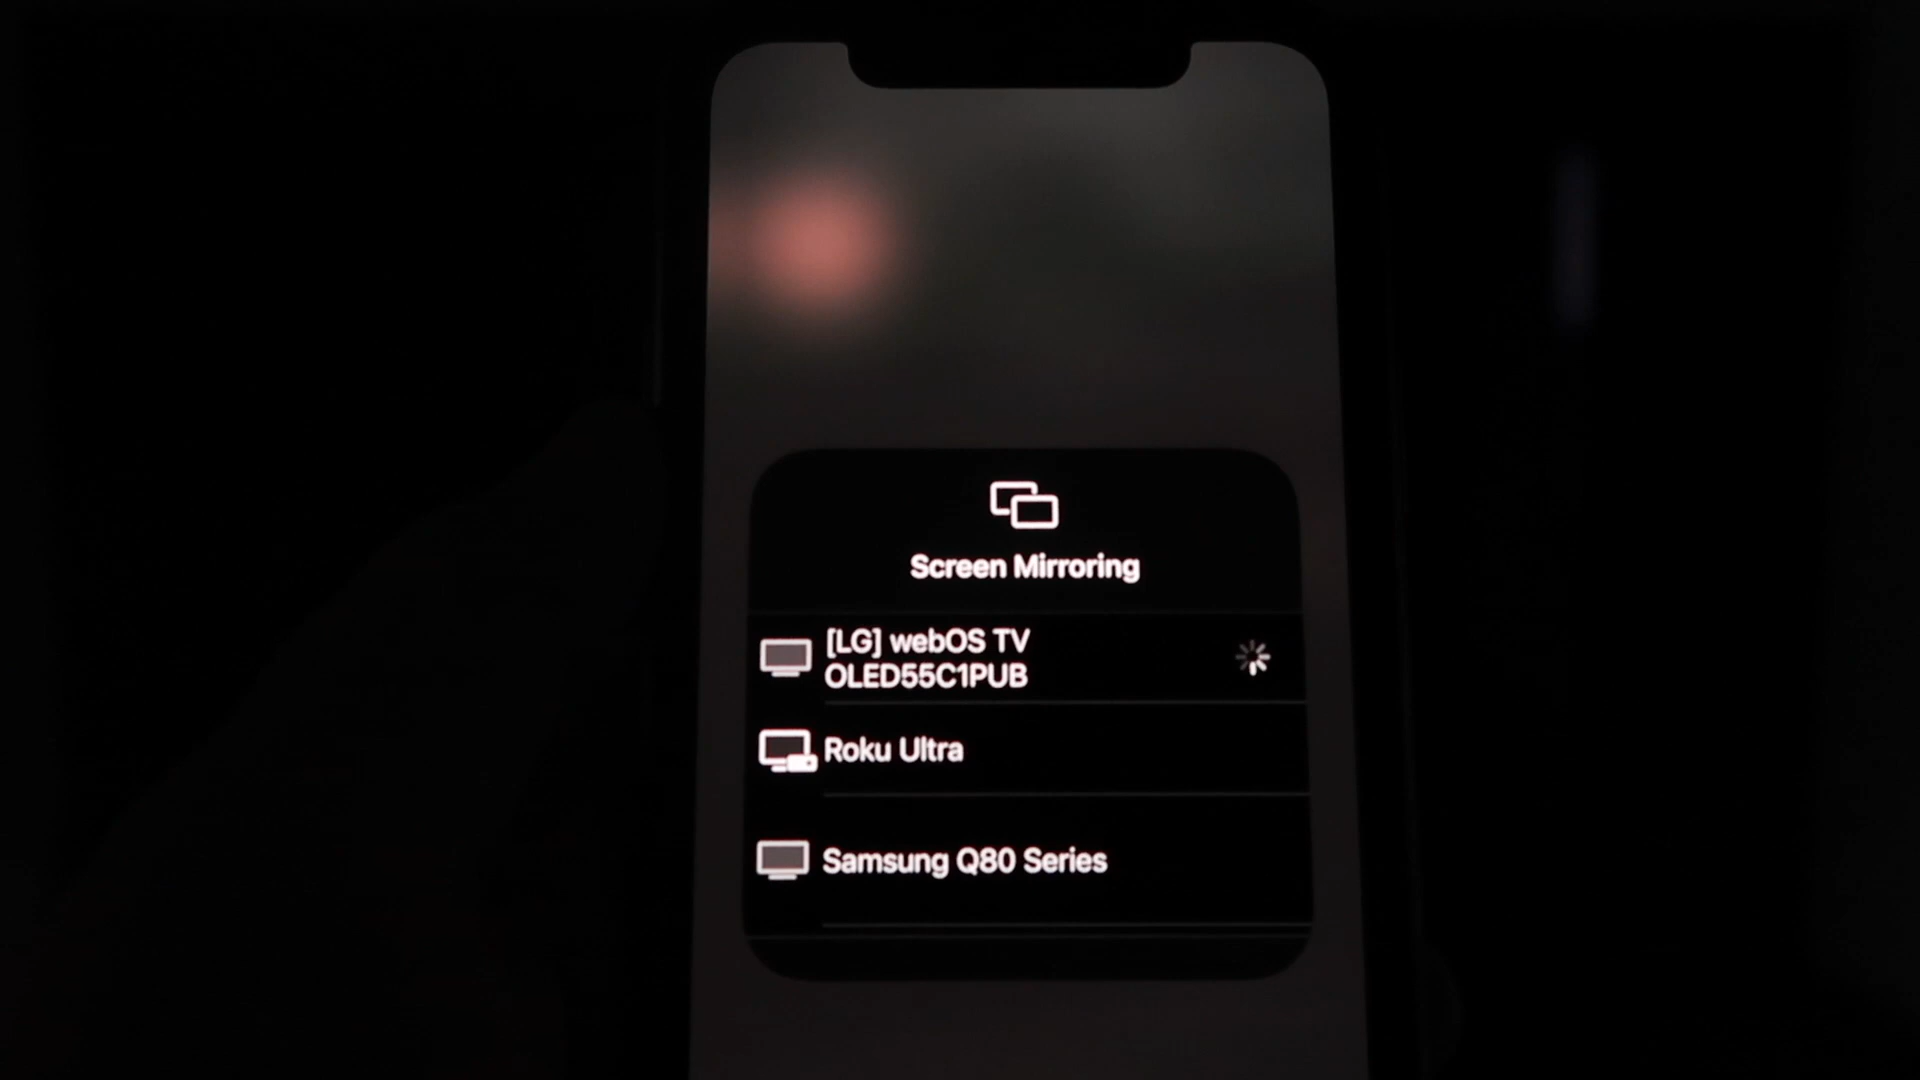 Screen Mirroring
[LG] webOS TV
OLED55C1PUB
Roku Ultra
Samsung Q80 Series